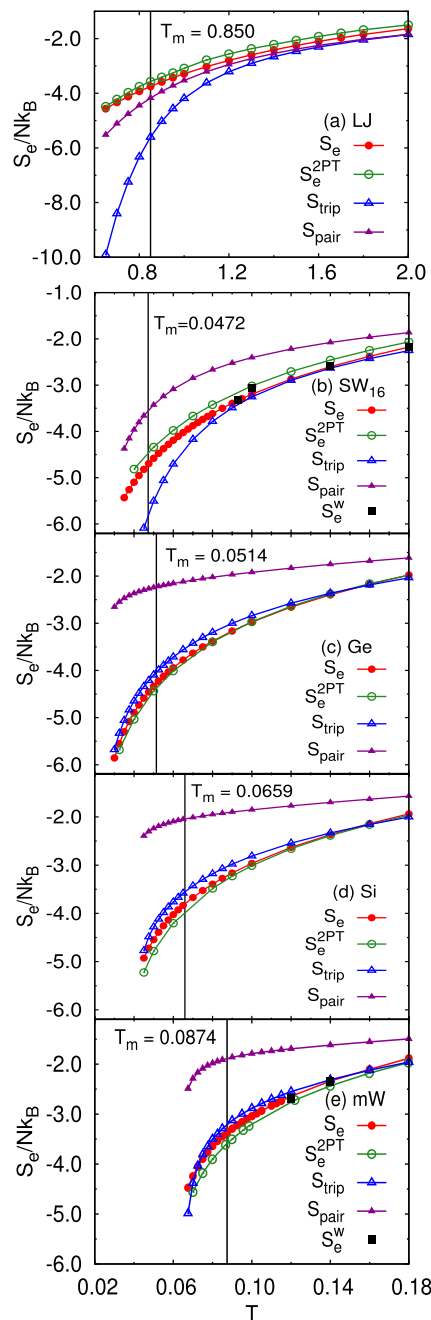 -2.0
T_m = 0.850
-4.0
(a) LJ
S_e
-6.0
S_e^2PT
S_trip
-8.0
S_pair
-10.0
0.8 1.2 1.6 2.0
S_e/Nk_B
-1.0
T_m=0.0472
-2.0
(b) SW_16
-3.0
S_e
S_e^2PT
-4.0
S_trip
S_pair
-5.0
S_e^W
-6.0
S_e/Nk_B
T_m = 0.0514
-2.0
-3.0
(c) Ge
S_e
-4.0
S_e^2PT
S_trip
-5.0
S_pair
-6.0
S_e/Nk_B
T_m = 0.0659
-2.0
-3.0
(d) Si
S_e
-4.0
S_e^2PT
S_trip
-5.0
S_pair
-6.0
S_e/Nk_B
T_m = 0.0874
-2.0
(e) mW
-3.0
S_e
S_e^2PT
-4.0
S_trip
-5.0
S_pair
S_e^W
-6.0
S_e/Nk_B
0.02 0.06 0.10 0.14 0.18
T